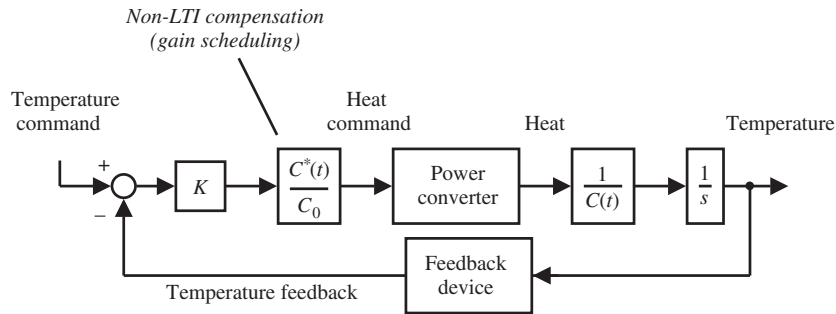 Non-LTI compensation
(gain scheduling)
Temperature
command
Heat
command
Heat
Temperature
+
−
K
C*(t)
C0
Power
converter
1
C(t)
1
s
Feedback
device
Temperature feedback